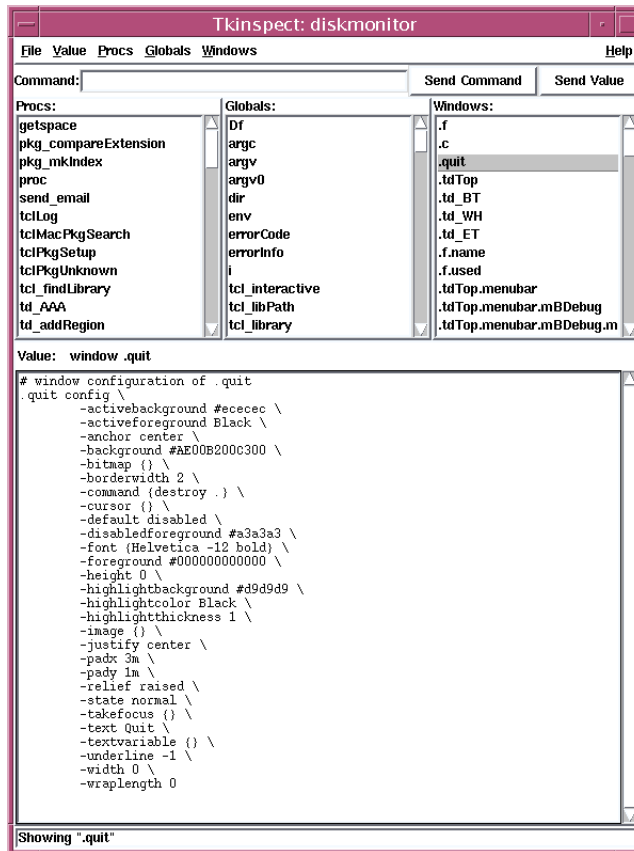 Tkinspect: diskmonitor
File Value Procs Globals Windows Help
Command: Send Command Send Value
Procs:
getspace
pkg_compareExtension
pkg_mkIndex
proc
send_email
tclLog
tclMacPkgSearch
tclPkgSetup
tclPkgUnknown
tcl_findLibrary
td_AAA
td_addRegion
Globals:
Df
argc
argv
argv0
dir
env
errorCode
errorInfo
i
tcl_interactive
tcl_libPath
tcl_library
Windows:
.f
.c
.quit
.tdTop
.td_BT
.td_WH
.td_ET
.f.name
.f.used
.tdTop.menubar
.tdTop.menubar.mBDebug
.tdTop.menubar.mBDebug.m
Value: window .quit
# window configuration of .quit
.quit config \
-activebackground #ececec \
-activeforeground Black \
-anchor center \
-background #AE00B200C300 \
-bitmap {} \
-borderwidth 2 \
-command {destroy .} \
-cursor {} \
-default disabled \
-disabledforeground #a3a3a3 \
-font {Helvetica -12 bold} \
-foreground #000000000000 \
-height 0 \
-highlightbackground #d9d9d9 \
-highlightcolor Black \
-highlightthickness 1 \
-image {} \
-justify center \
-padx 3m \
-pady 1m \
-relief raised \
-state normal \
-takefocus {} \
-text Quit \
-textvariable {} \
-underline -1 \
-width 0 \
-wraplength 0
Showing ".quit"